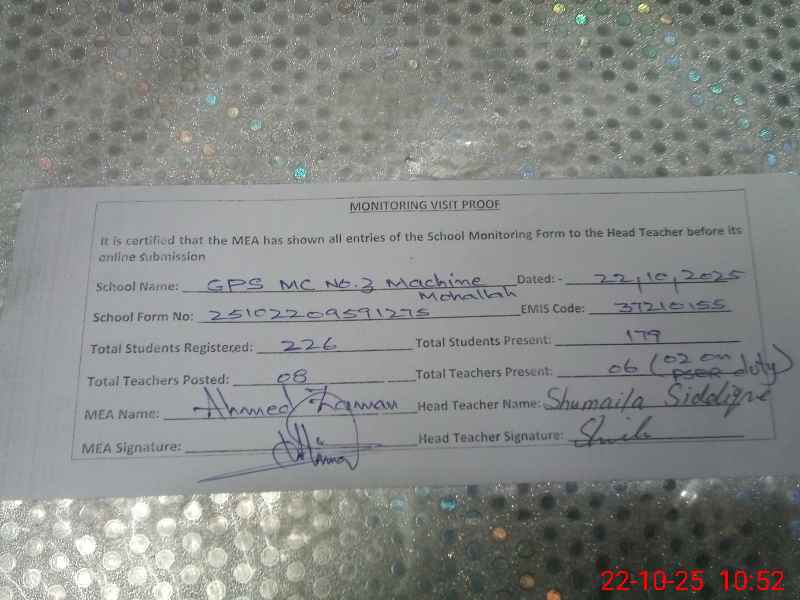 MONITORING VISIT PROOF
It is certified that the MEA has shown all entries of the School Monitoring Form to the Head Teacher before its
online submission
School Name: GPS MC No.3 Machine Mohallah Dated: - 22,10,2025
School Form No: 25102209591275 EMIS Code: 37210155
Total Students Registered: 226 Total Students Present: 179
Total Teachers Posted: 08 Total Teachers Present: 06 (02 on PSER duty)
MEA Name: Ahmed Zaman Head Teacher Name: Shumaila Siddique
MEA Signature: Head Teacher Signature:
22-10-25 10:52